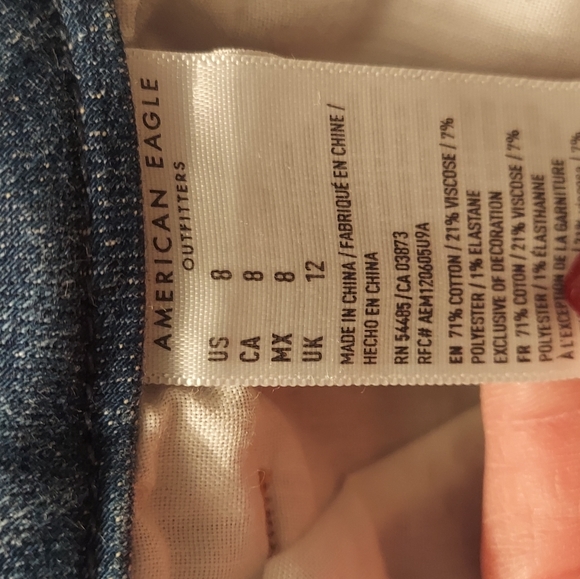 AMERICAN EAGLE
OUTFITTERS
US 8
CA 8
MX 8
UK 12
MADE IN CHINA / FABRIQUÉ EN CHINE /
HECHO EN CHINA
RN 54485 / CA 03873
RFC# AEM120605U9A
EN 71% COTTON / 21% VISCOSE / 7%
POLYESTER / 1% ELASTANE
EXCLUSIVE OF DECORATION
FR 71% COTON / 21% VISCOSE / 7%
POLYESTER / 1% ÉLASTHANNE
À L'EXCEPTION DE LA GARNITURE